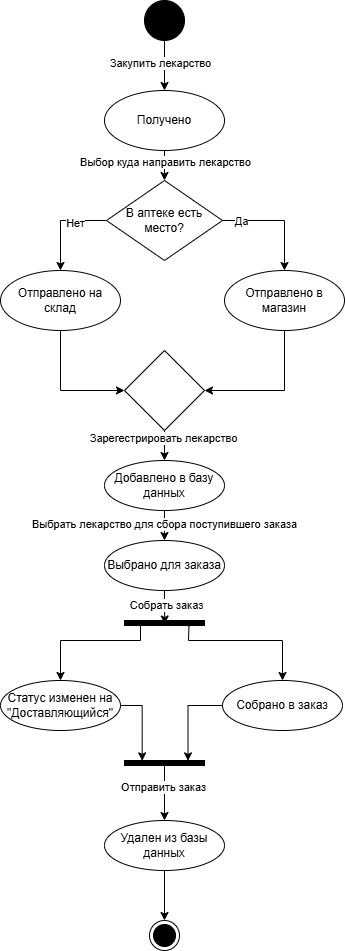 Закупить лекарство
Получено
Выбор куда направить лекарство
В аптеке есть
место?
Нет
Да
Отправлено на
склад
Отправлено в
магазин
Зарегестрировать лекарство
Добавлено в базу
данных
Выбрать лекарство для сбора поступившего заказа
Выбрано для заказа
Собрать заказ
Статус изменен на
"Доставляющийся"
Собрано в заказ
Отправить заказ
Удален из базы
данных